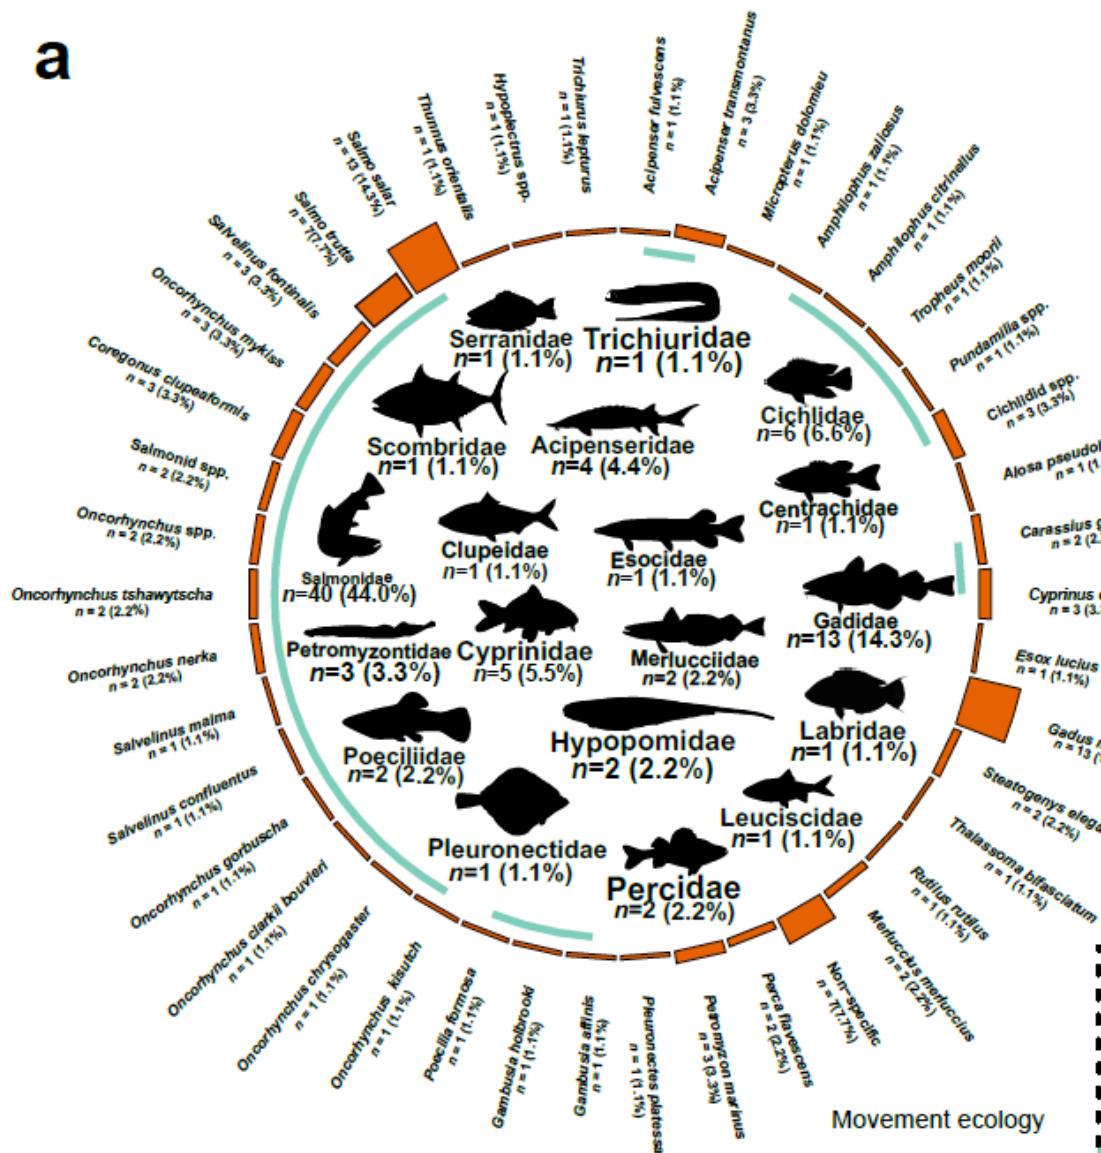 a
Trichiurus lepturus
n = 1 (1.1%)
Acipenser fulvescens
n = 1 (1.1%)
Acipenser transmontanus
n = 3 (3.3%)
Micropterus dolomieu
n = 1 (1.1%)
Amphilophus zaliosus
n = 1 (1.1%)
Amphilophus citrinellus
n = 1 (1.1%)
Tropheus moorii
n = 1 (1.1%)
Pundamilia spp.
n = 1 (1.1%)
Cichlidid spp.
n = 3 (3.3%)
Alosa
n = 1
Carassius
n = 2
Cyprinus
n = 3
Esox lucius
n = 1 (1.1%)
Gadus
n = 13
Steatogenys
n = 2 (2.2%)
Thalassoma bifasciatum
n = 1 (1.1%)
Rutilus rutilus
n = 1 (1.1%)
Merluccius merluccius
n = 2 (2.2%)
Non-specific
n = 7(7.7%)
Perca flavescens
n = 2 (2.2%)
Petromyzon marinus
n = 3 (3.3%)
Pleuronectes platessa
n = 1 (1.1%)
Gambusia affinis
n = 1 (1.1%)
Gambusia holbrooki
n = 1 (1.1%)
Poecilia formosa
n = 1 (1.1%)
Oncorhynchus kisutch
n = 1 (1.1%)
Oncorhynchus chrysogaster
n = 1 (1.1%)
Oncorhynchus clarkii bouvieri
n = 1 (1.1%)
Oncorhynchus gorbuscha
n = 1 (1.1%)
Salvelinus confluentus
n = 1 (1.1%)
Salvelinus malma
n = 1 (1.1%)
Oncorhynchus nerka
n = 2 (2.2%)
Oncorhynchus tshawytscha
n = 2 (2.2%)
Oncorhynchus spp.
n = 2 (2.2%)
Salmonid spp.
n = 2 (2.2%)
Coregonus clupeaformis
n = 3 (3.3%)
Oncorhynchus mykiss
n = 3 (3.3%)
Salvelinus fontinalis
n = 3 (3.3%)
Salmo trutta
n = 7(7.7%)
Salmo salar
n = 13 (14.3%)
Thunnus orientalis
n = 1 (1.1%)
Hypoplectrus spp.
n = 1 (1.1%)
Serranidae
n=1 (1.1%)
Trichiuridae
n=1 (1.1%)
Cichlidae
n=6 (6.6%)
Scombridae
n=1 (1.1%)
Acipenseridae
n=4 (4.4%)
Centrachidae
n=1 (1.1%)
Clupeidae
n=1 (1.1%)
Esocidae
n=1 (1.1%)
Salmonidae
n=40 (44.0%)
Gadidae
n=13 (14.3%)
Petromyzontidae
n=3 (3.3%)
Cyprinidae
n=5 (5.5%)
Merlucciidae
n=2 (2.2%)
Poeciliidae
n=2 (2.2%)
Hypopomidae
n=2 (2.2%)
Labridae
n=1 (1.1%)
Leuciscidae
n=1 (1.1%)
Pleuronectidae
n=1 (1.1%)
Percidae
n=2 (2.2%)
Movement ecology